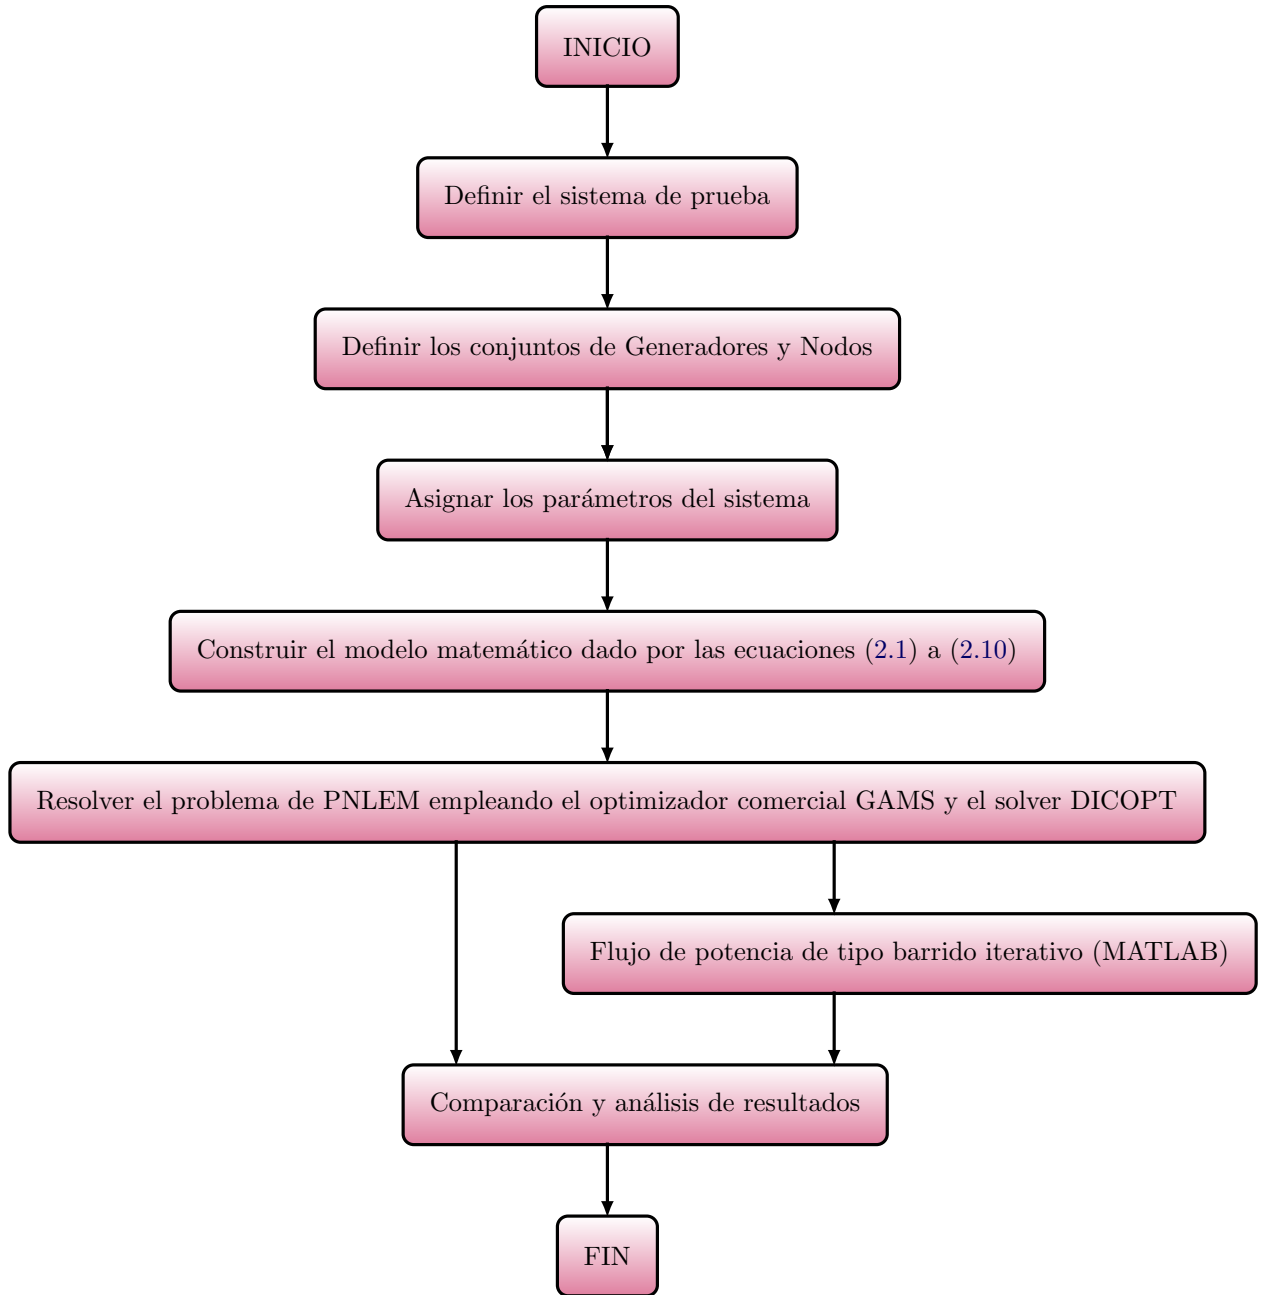 INICIO
Definir el sistema de prueba
Definir los conjuntos de Generadores y Nodos
Asignar los parámetros del sistema
Construir el modelo matemático dado por las ecuaciones (2.1) a (2.10)
Resolver el problema de PNLEM empleando el optimizador comercial GAMS y el solver DICOPT
Flujo de potencia de tipo barrido iterativo (MATLAB)
Comparación y análisis de resultados
FIN